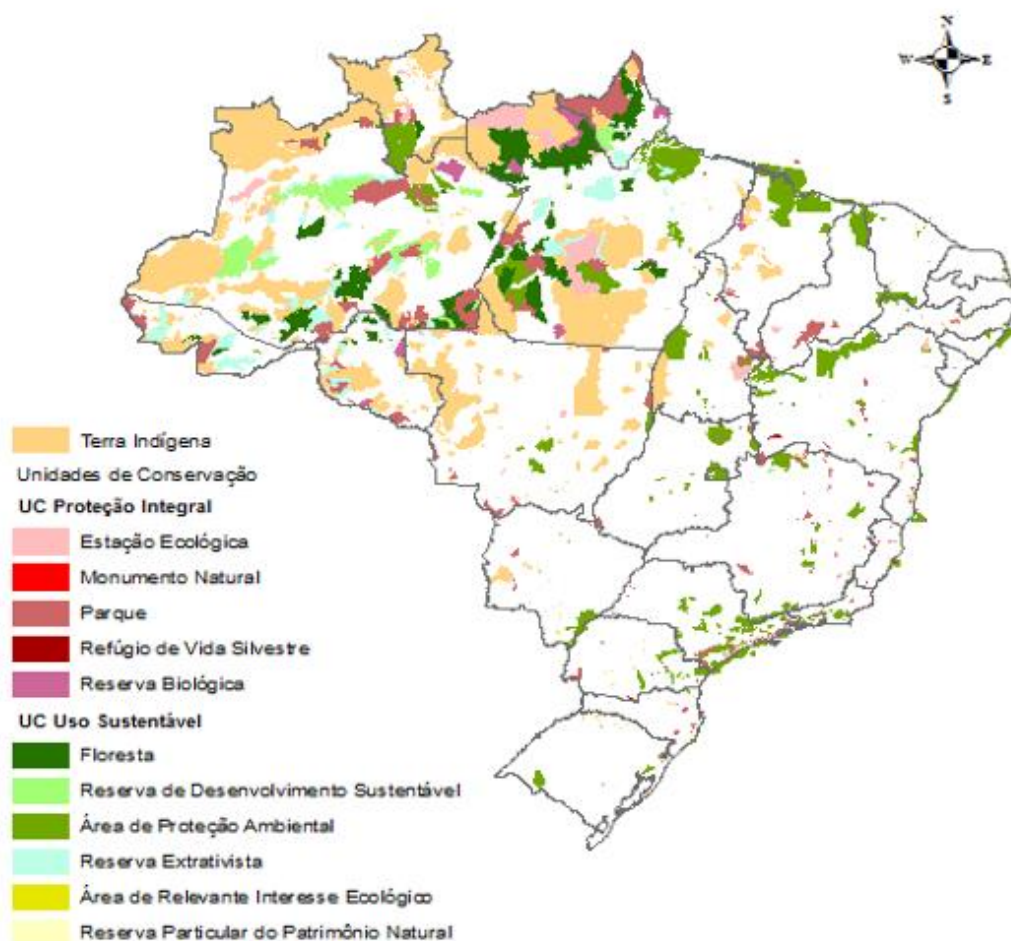 N
W E
S
Terra Indígena
Unidades de Conservação
UC Proteção Integral
Estação Ecológica
Monumento Natural
Parque
Refúgio de Vida Silvestre
Reserva Biológica
UC Uso Sustentável
Floresta
Reserva de Desenvolvimento Sustentável
Área de Proteção Ambiental
Reserva Extrativista
Área de Relevante Interesse Ecológico
Reserva Particular do Patrimônio Natural